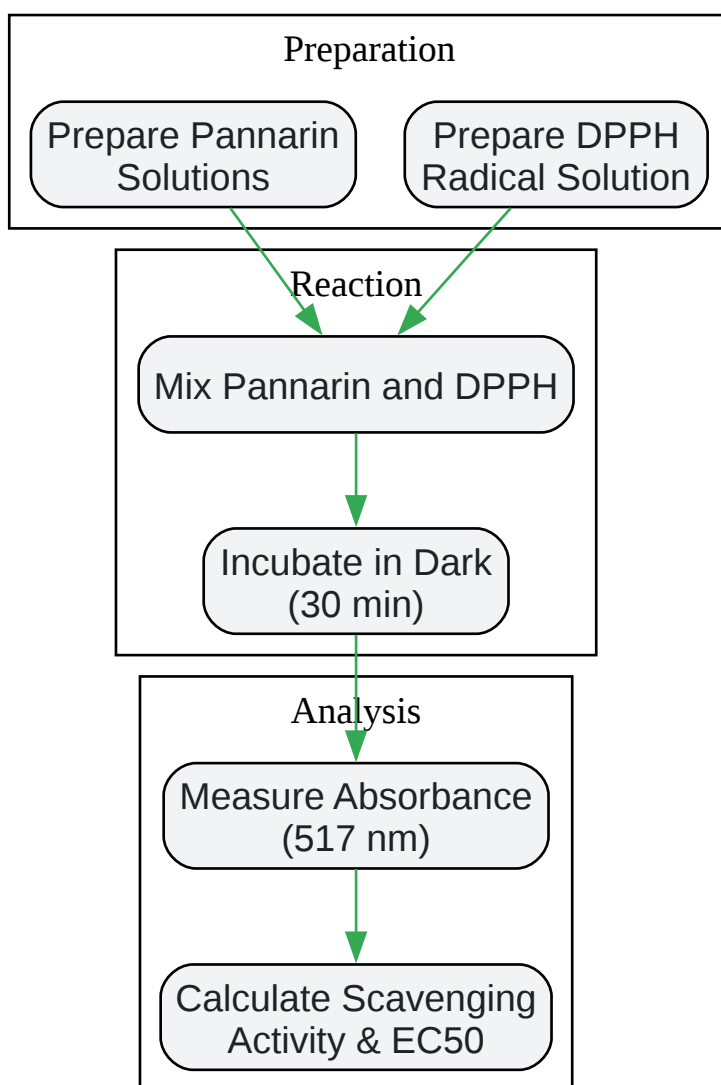 Preparation
Prepare Pannarin
Solutions
Prepare DPPH
Radical Solution
Reaction
Mix Pannarin and DPPH
Incubate in Dark
(30 min)
Analysis
Measure Absorbance
(517 nm)
Calculate Scavenging
Activity & EC50